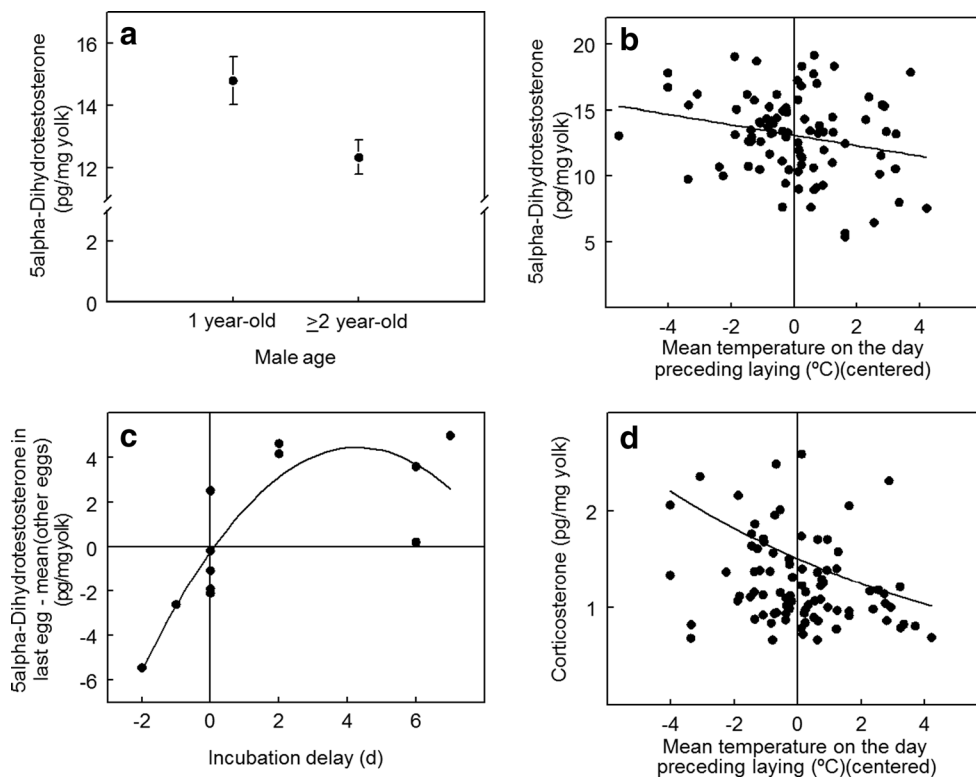 a
5alpha-Dihydrotestosterone
(pg/mg yolk)
16
14
12
2
0
1 year-old
≥2 year-old
Male age
b
5alpha-Dihydrotestosterone
(pg/mg yolk)
20
15
10
5
-4
-2
0
2
4
Mean temperature on the day
preceding laying (ºC)(centered)
c
5alpha-Dihydrotestosterone in
last egg - mean(other eggs)
(pg/mgyolk)
4
2
0
-2
-4
-6
-2
0
2
4
6
Incubation delay (d)
d
Corticosterone (pg/mg yolk)
2
1
-4
-2
0
2
4
Mean temperature on the day
preceding laying (ºC)(centered)